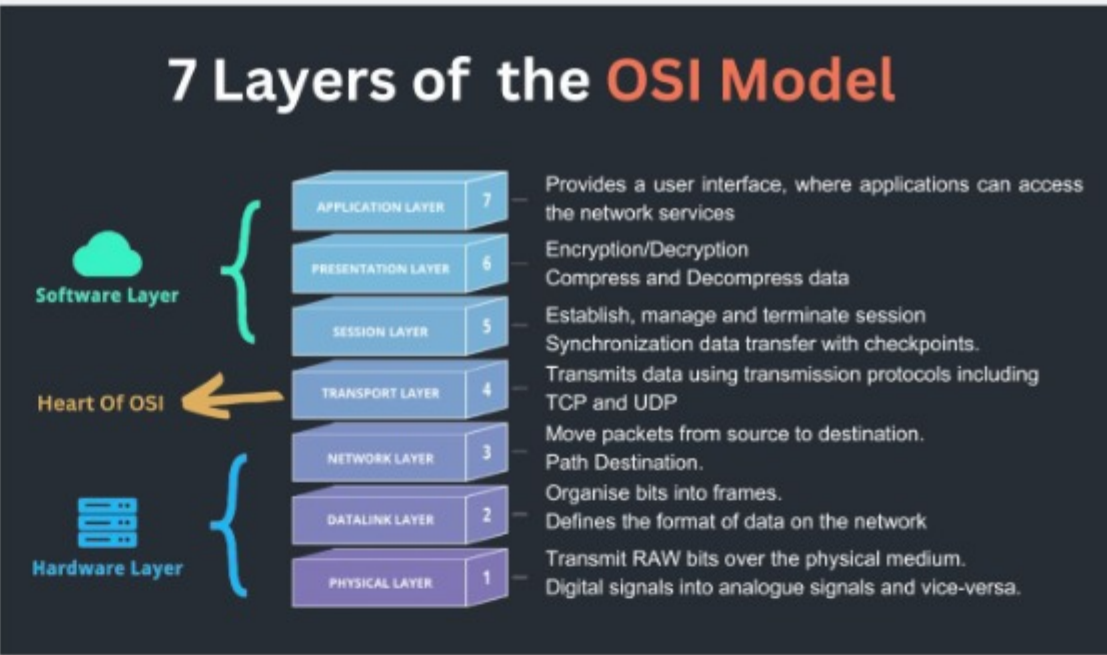 7 Layers of the OSI Model
APPLICATION LAYER 7
Provides a user interface, where applications can access
the network services
PRESENTATION LAYER 6
Encryption/Decryption
Compress and Decompress data
Software Layer
SESSION LAYER 5
Establish, manage and terminate session
Synchronization data transfer with checkpoints.
Heart Of OSI
TRANSPORT LAYER 4
Transmits data using transmission protocols including
TCP and UDP
NETWORK LAYER 3
Move packets from source to destination.
Path Destination.
DATALINK LAYER 2
Organise bits into frames.
Defines the format of data on the network
Hardware Layer
PHYSICAL LAYER 1
Transmit RAW bits over the physical medium.
Digital signals into analogue signals and vice-versa.